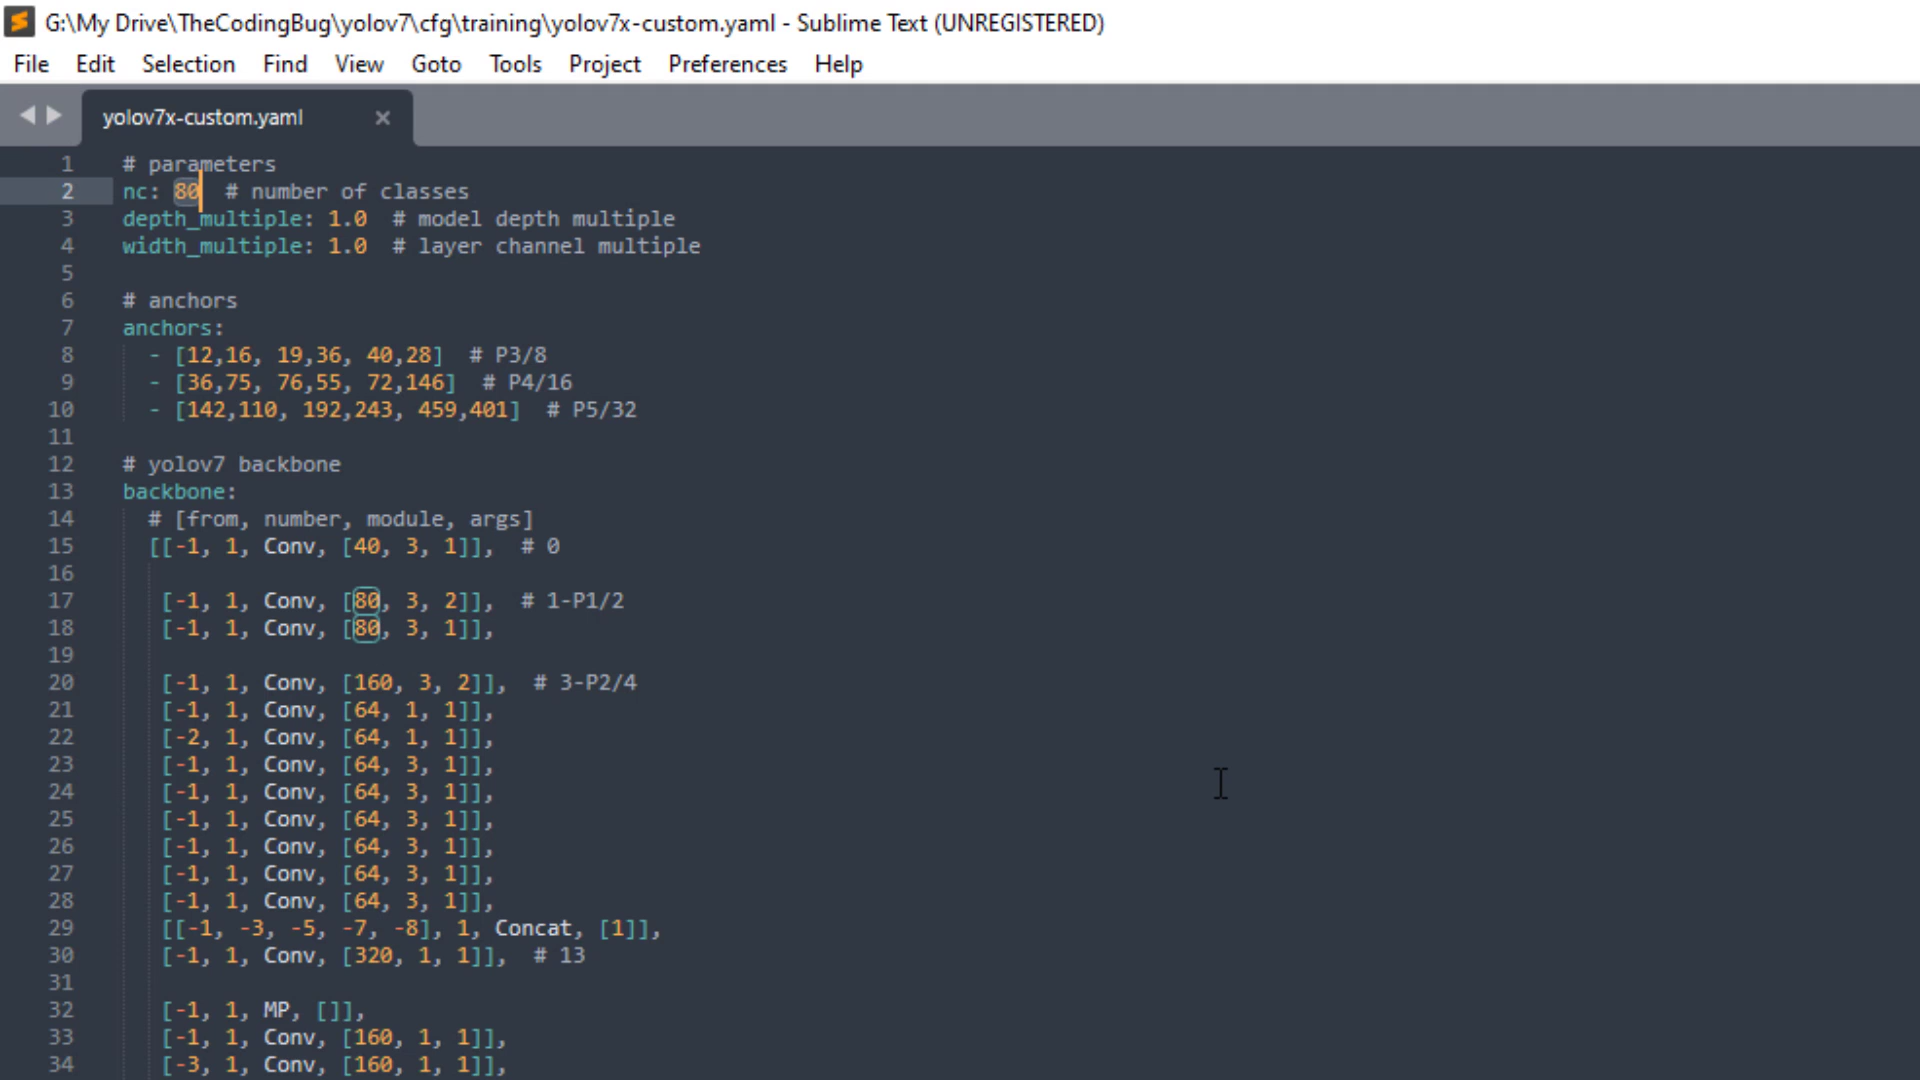 G:\My Drive\TheCodingBug\yolov7\cfg\training\yolov7x-custom.yaml - Sublime Text (UNREGISTERED)
File Edit Selection Find View Goto Tools Project Preferences Help
yolov7x-custom.yaml ×
1 # parameters
2 nc: 80 # number of classes
3 depth_multiple: 1.0 # model depth multiple
4 width_multiple: 1.0 # layer channel multiple
5
6 # anchors
7 anchors:
8 - [12,16, 19,36, 40,28] # P3/8
9 - [36,75, 76,55, 72,146] # P4/16
10 - [142,110, 192,243, 459,401] # P5/32
11
12 # yolov7 backbone
13 backbone:
14 # [from, number, module, args]
15 [[-1, 1, Conv, [40, 3, 1]], # 0
16
17 [-1, 1, Conv, [80, 3, 2]], # 1-P1/2
18 [-1, 1, Conv, [80, 3, 1]],
19
20 [-1, 1, Conv, [160, 3, 2]], # 3-P2/4
21 [-1, 1, Conv, [64, 1, 1]],
22 [-2, 1, Conv, [64, 1, 1]],
23 [-1, 1, Conv, [64, 3, 1]],
24 [-1, 1, Conv, [64, 3, 1]],
25 [-1, 1, Conv, [64, 3, 1]],
26 [-1, 1, Conv, [64, 3, 1]],
27 [-1, 1, Conv, [64, 3, 1]],
28 [-1, 1, Conv, [64, 3, 1]],
29 [[-1, -3, -5, -7, -8], 1, Concat, [1]],
30 [-1, 1, Conv, [320, 1, 1]], # 13
31
32 [-1, 1, MP, []],
33 [-1, 1, Conv, [160, 1, 1]],
34 [-3, 1, Conv, [160, 1, 1]],